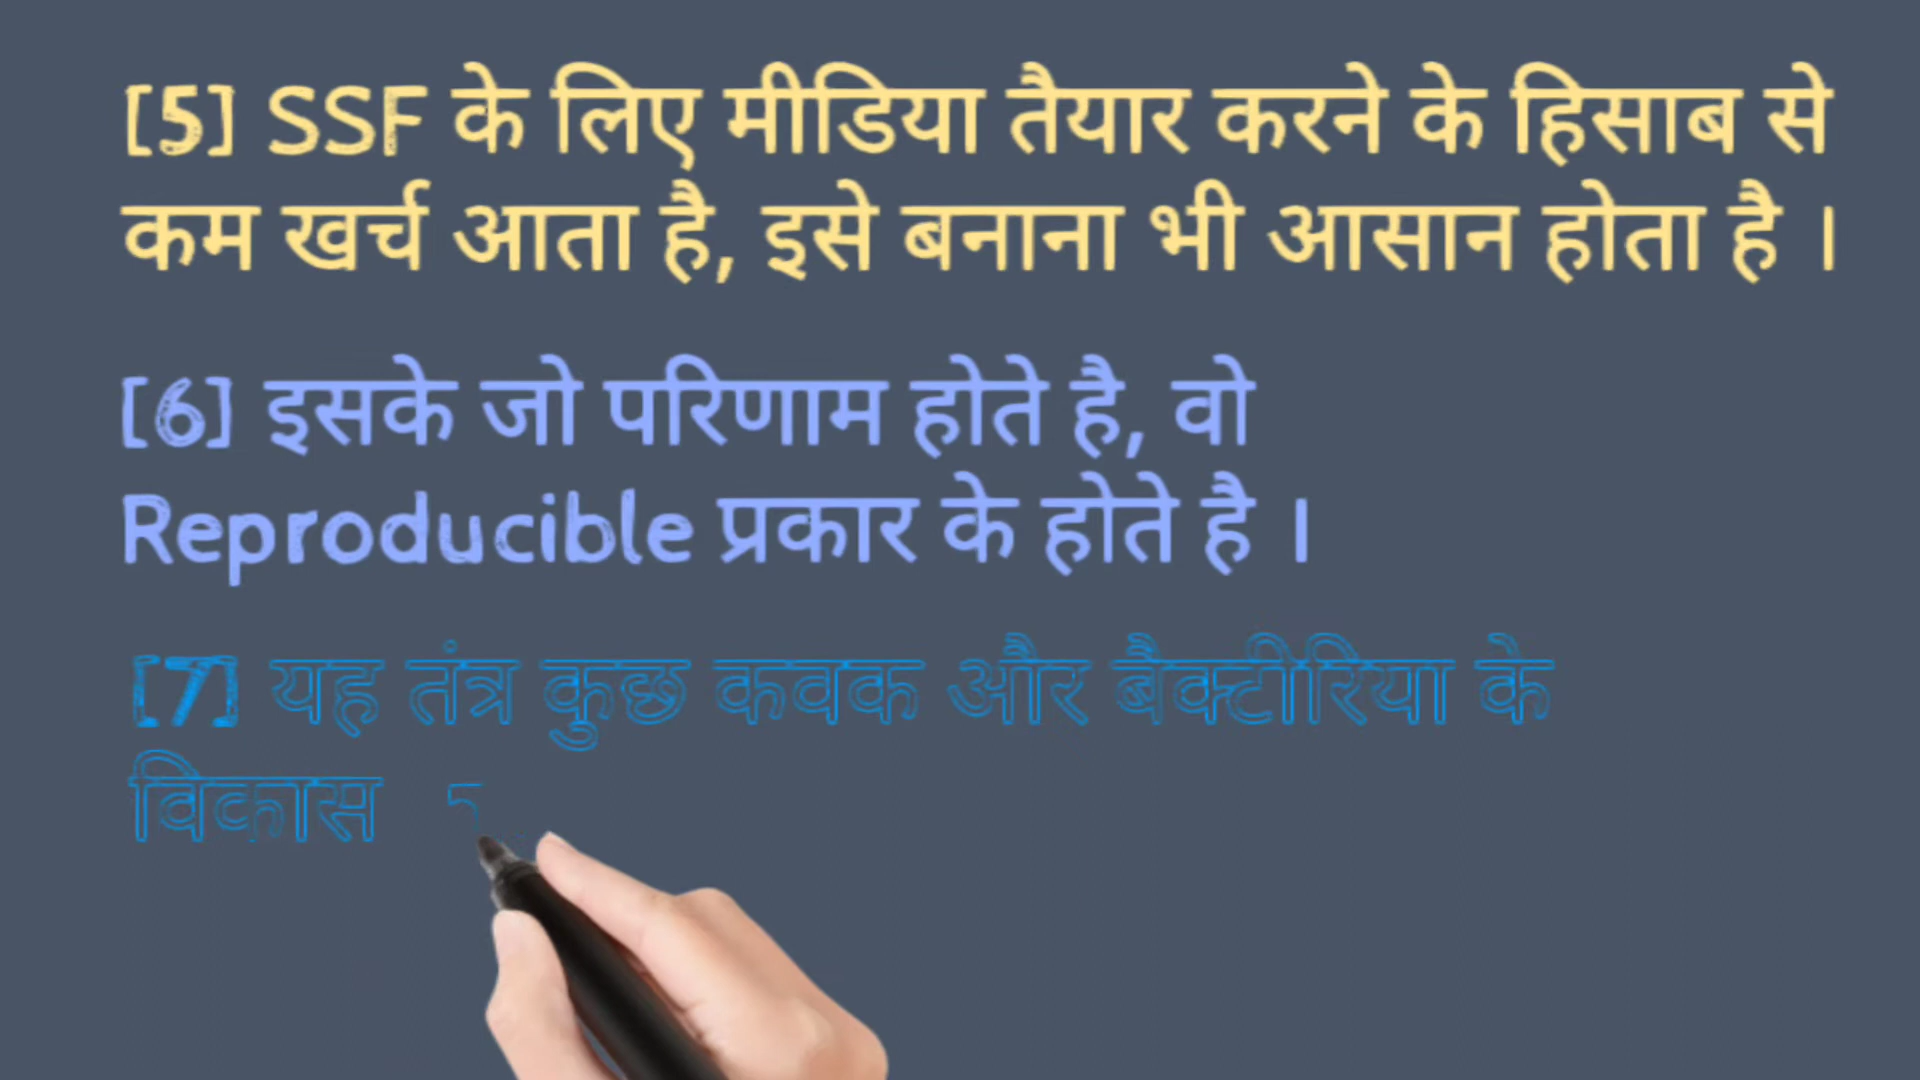 [5] SSF के लिए मीडिया तैयार करने के हिसाब से
कम खर्च आता है, इसे बनाना भी आसान होता है ।
[6] इसके जो परिणाम होते है, वो
Reproducible प्रकार के होते है ।
[7] यह तंत्र कुछ कवक और बैक्टीरिया के
विकास